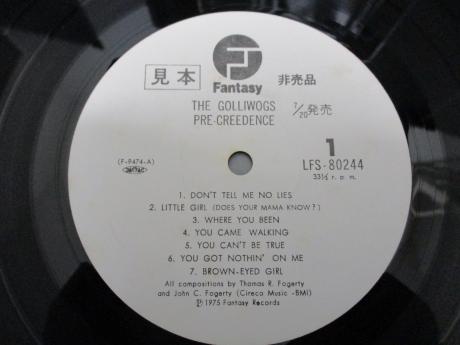 見本
Fantasy
非売品
THE GOLLIWOGS
PRE-CREEDENCE
7/20発売
1
(F-9474-A)
LFS-80244
33⅓ r. p. m.
1. DON'T TELL ME NO LIES
2. LITTLE GIRL (DOES YOUR MAMA KNOW?)
3. WHERE YOU BEEN
4. YOU CAME WALKING
5. YOU CAN'T BE TRUE
6. YOU GOT NOTHIN' ON ME
7. BROWN-EYED GIRL
All compositions by Thomas R. Fogerty
and John C. Fogerty (Cireco Music -BMI)
Ⓟ1975 Fantasy Records